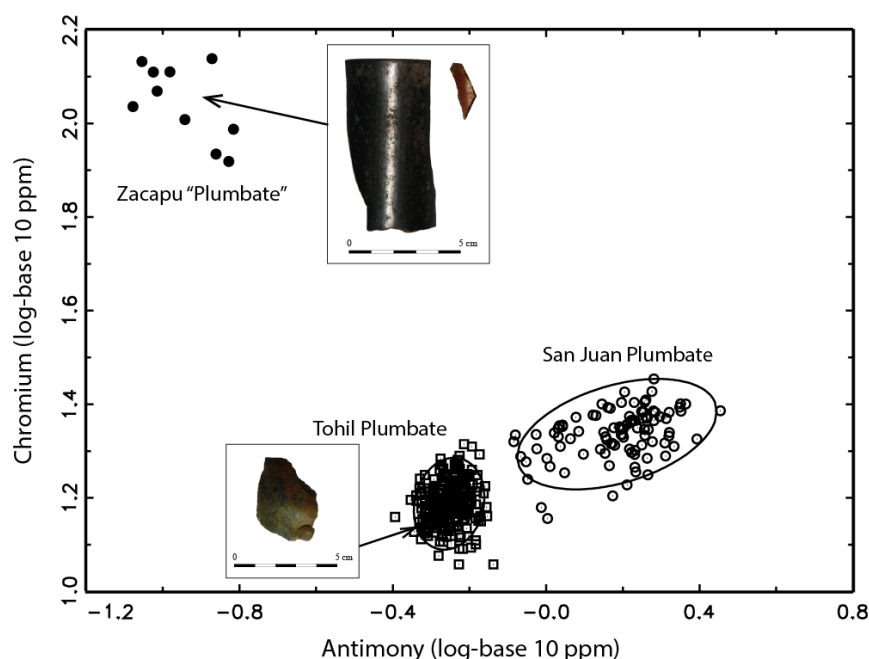 2.2
2.0
1.8
1.6
1.4
1.2
1.0
Chromium (log-base 10 ppm)
Zacapu “Plumbate”
0 5 cm
San Juan Plumbate
Tohil Plumbate
0 5 cm
−1.2 −0.8 −0.4 −0.0 0.4 0.8
Antimony (log-base 10 ppm)